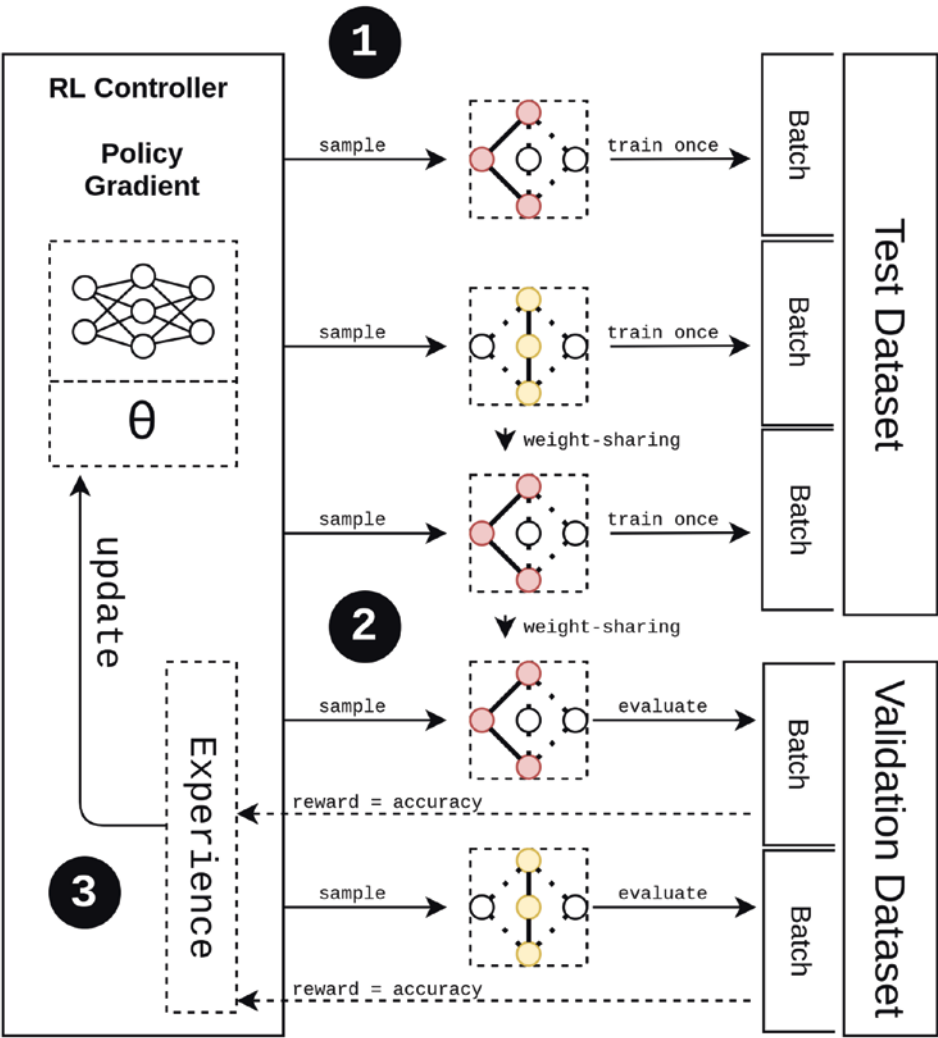 1
RL Controller
Policy
Gradient
θ
update
Experience
3
sample
train once
Batch
sample
train once
Batch
weight-sharing
sample
train once
Batch
Test Dataset
2
weight-sharing
sample
evaluate
Batch
reward = accuracy
sample
evaluate
Batch
reward = accuracy
Validation Dataset